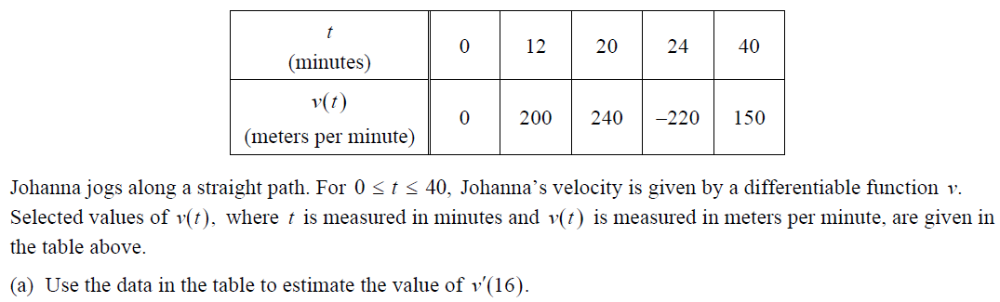 t
(minutes)
0 12 20 24 40
v(t)
(meters per minute)
0 200 240 –220 150
Johanna jogs along a straight path. For 0 ≤ t ≤ 40, Johanna’s velocity is given by a differentiable function v.
Selected values of v(t), where t is measured in minutes and v(t) is measured in meters per minute, are given in
the table above.
(a) Use the data in the table to estimate the value of v′(16).